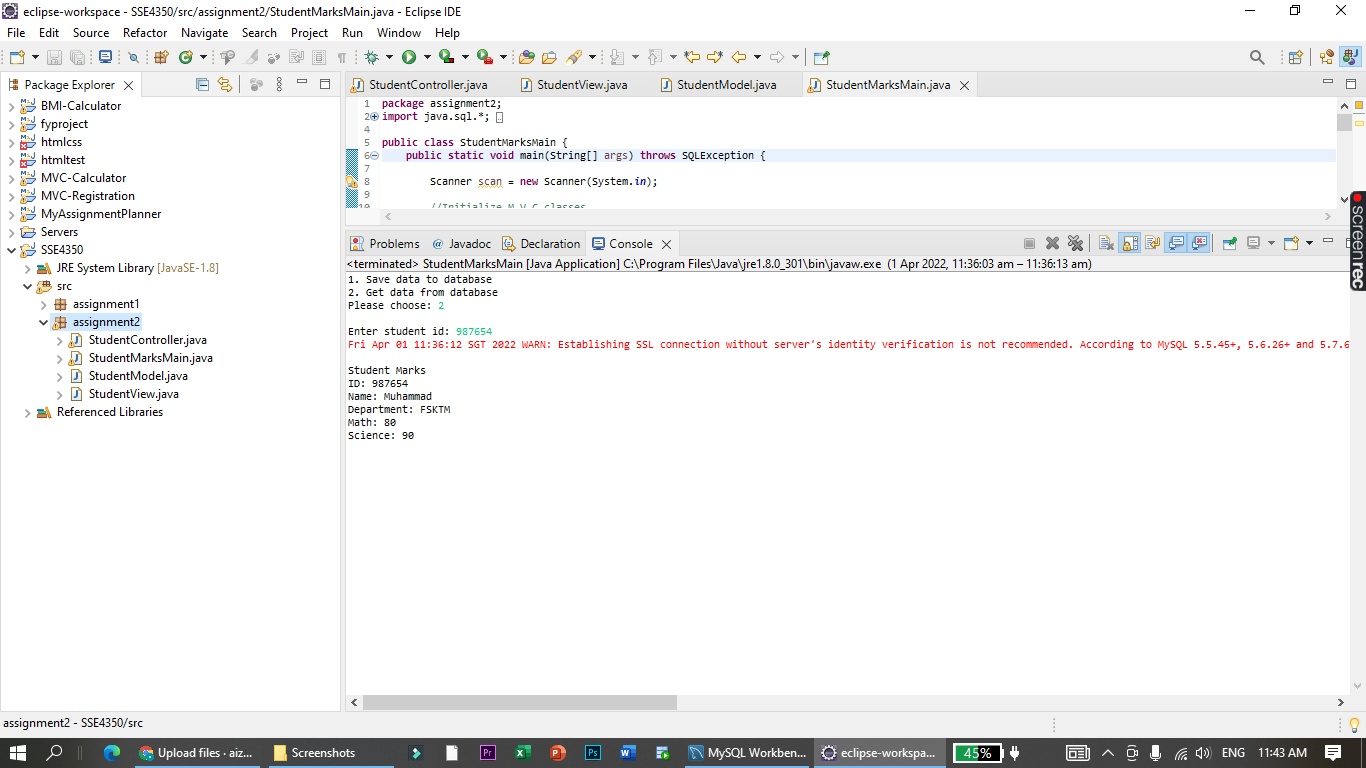 eclipse-workspace - SSE4350/src/assignment2/StudentMarksMain.java - Eclipse IDE
File Edit Source Refactor Navigate Search Project Run Window Help
Package Explorer
BMI-Calculator
fyproject
htmlcss
htmltest
MVC-Calculator
MVC-Registration
MyAssignmentPlanner
Servers
SSE4350
JRE System Library [JavaSE-1.8]
src
assignment1
assignment2
StudentController.java
StudentMarksMain.java
StudentModel.java
StudentView.java
Referenced Libraries
StudentController.java StudentView.java StudentModel.java StudentMarksMain.java
1 package assignment2;
2 import java.sql.*;
4
5 public class StudentMarksMain {
6 public static void main(String[] args) throws SQLException {
7
8 Scanner scan = new Scanner(System.in);
9
10 //Initialize M,V,C classes
Problems Javadoc Declaration Console
<terminated> StudentMarksMain [Java Application] C:\Program Files\Java\jre1.8.0_301\bin\javaw.exe (1 Apr 2022, 11:36:03 am – 11:36:13 am)
1. Save data to database
2. Get data from database
Please choose: 2
Enter student id: 987654
Fri Apr 01 11:36:12 SGT 2022 WARN: Establishing SSL connection without server's identity verification is not recommended. According to MySQL 5.5.45+, 5.6.26+ and 5.7.6
Student Marks
ID: 987654
Name: Muhammad
Department: FSKTM
Math: 80
Science: 90
screenrec
assignment2 - SSE4350/src
Upload files · aiz... Screenshots MySQL Workben... eclipse-workspa... 45% ENG 11:43 AM